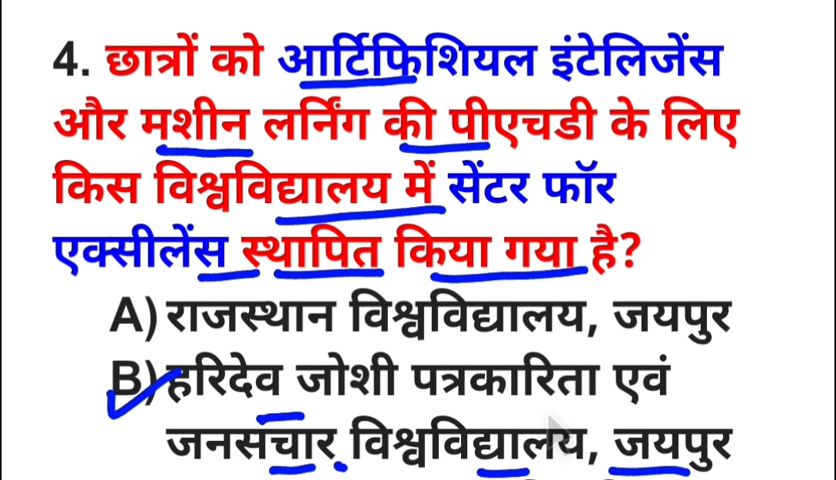 4. छात्रों को आर्टिफिशियल इंटेलिजेंस
और मशीन लर्निंग की पीएचडी के लिए
किस विश्वविद्यालय में सेंटर फॉर
एक्सीलेंस स्थापित किया गया है?
A) राजस्थान विश्वविद्यालय, जयपुर
B) हरिदेव जोशी पत्रकारिता एवं
जनसचार विश्वविद्यालय, जयपुर